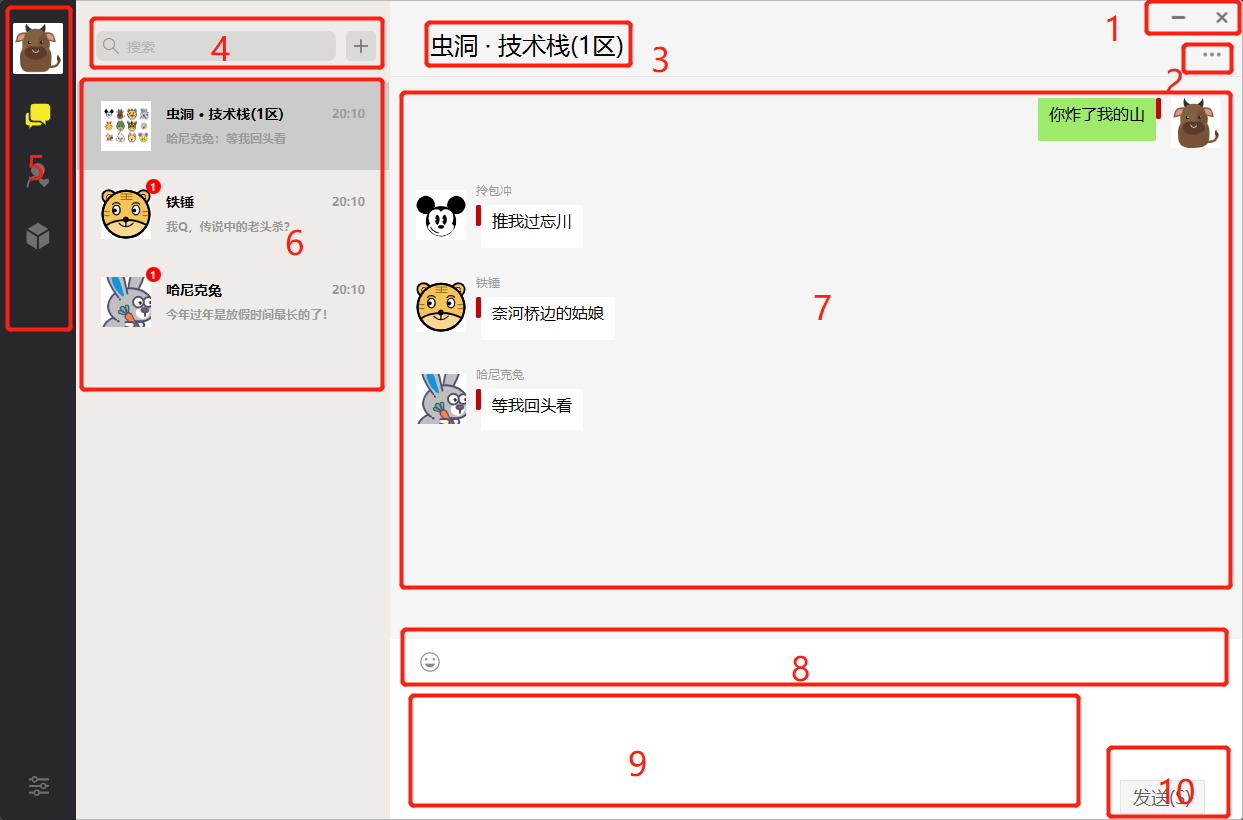 1
2
虫洞 · 技术栈(1区)
3
搜索
4
5
虫洞 • 技术栈(1区)
20:10
哈尼克兔：等我回头看
1
铁锤
20:10
我Q，传说中的老头杀?
6
1
哈尼克兔
20:10
今年过年是放假时间最长的了!
你炸了我的山
拎包冲
推我过忘川
铁锤
奈河桥边的姑娘
7
哈尼克兔
等我回头看
8
9
发送(S)
10